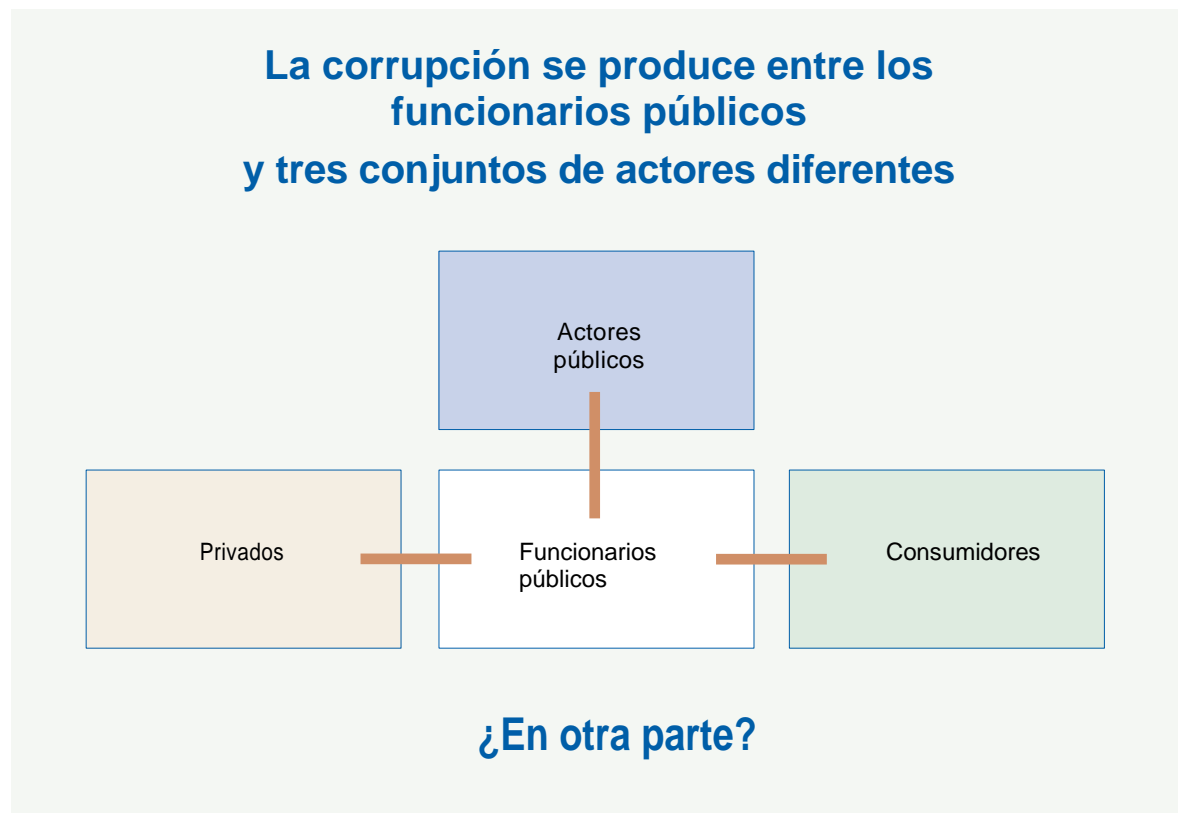 La corrupción se produce entre los
funcionarios públicos
y tres conjuntos de actores diferentes
Actores
públicos
Privados
Funcionarios
públicos
Consumidores
¿En otra parte?